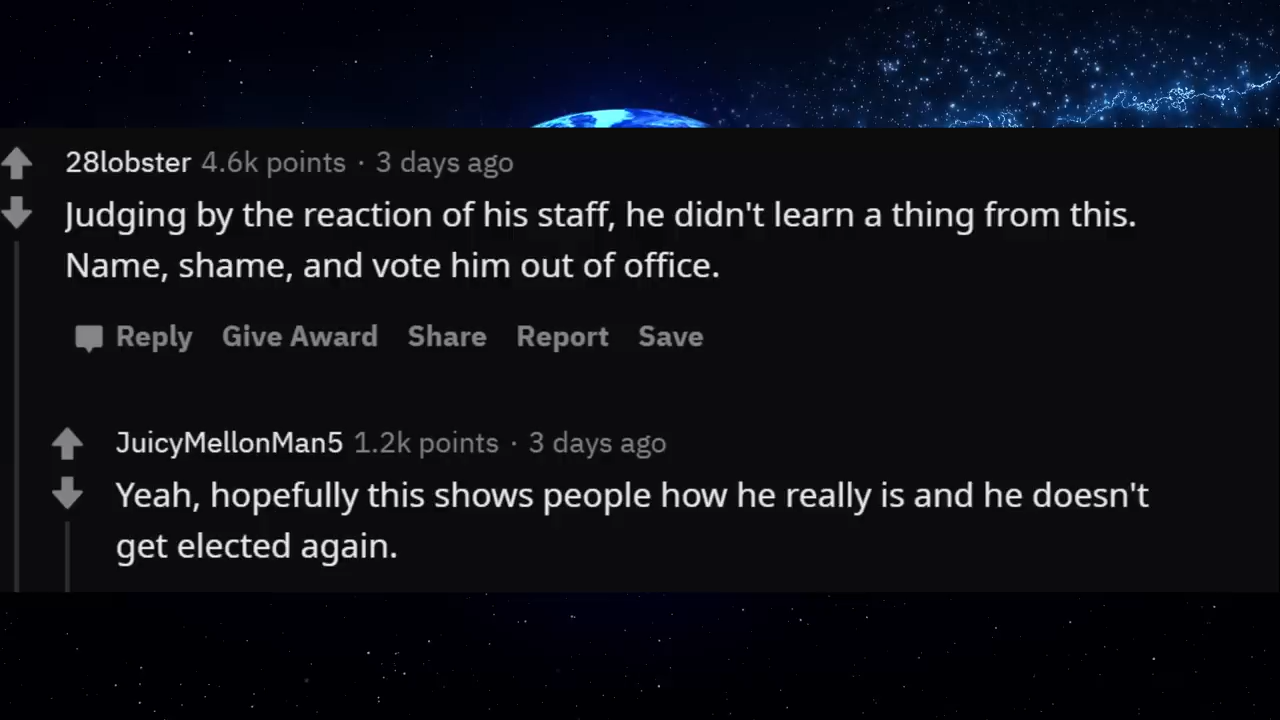 28lobster 4.6k points · 3 days ago
Judging by the reaction of his staff, he didn't learn a thing from this.
Name, shame, and vote him out of office.
Reply Give Award Share Report Save
JuicyMellonMan5 1.2k points · 3 days ago
Yeah, hopefully this shows people how he really is and he doesn't
get elected again.